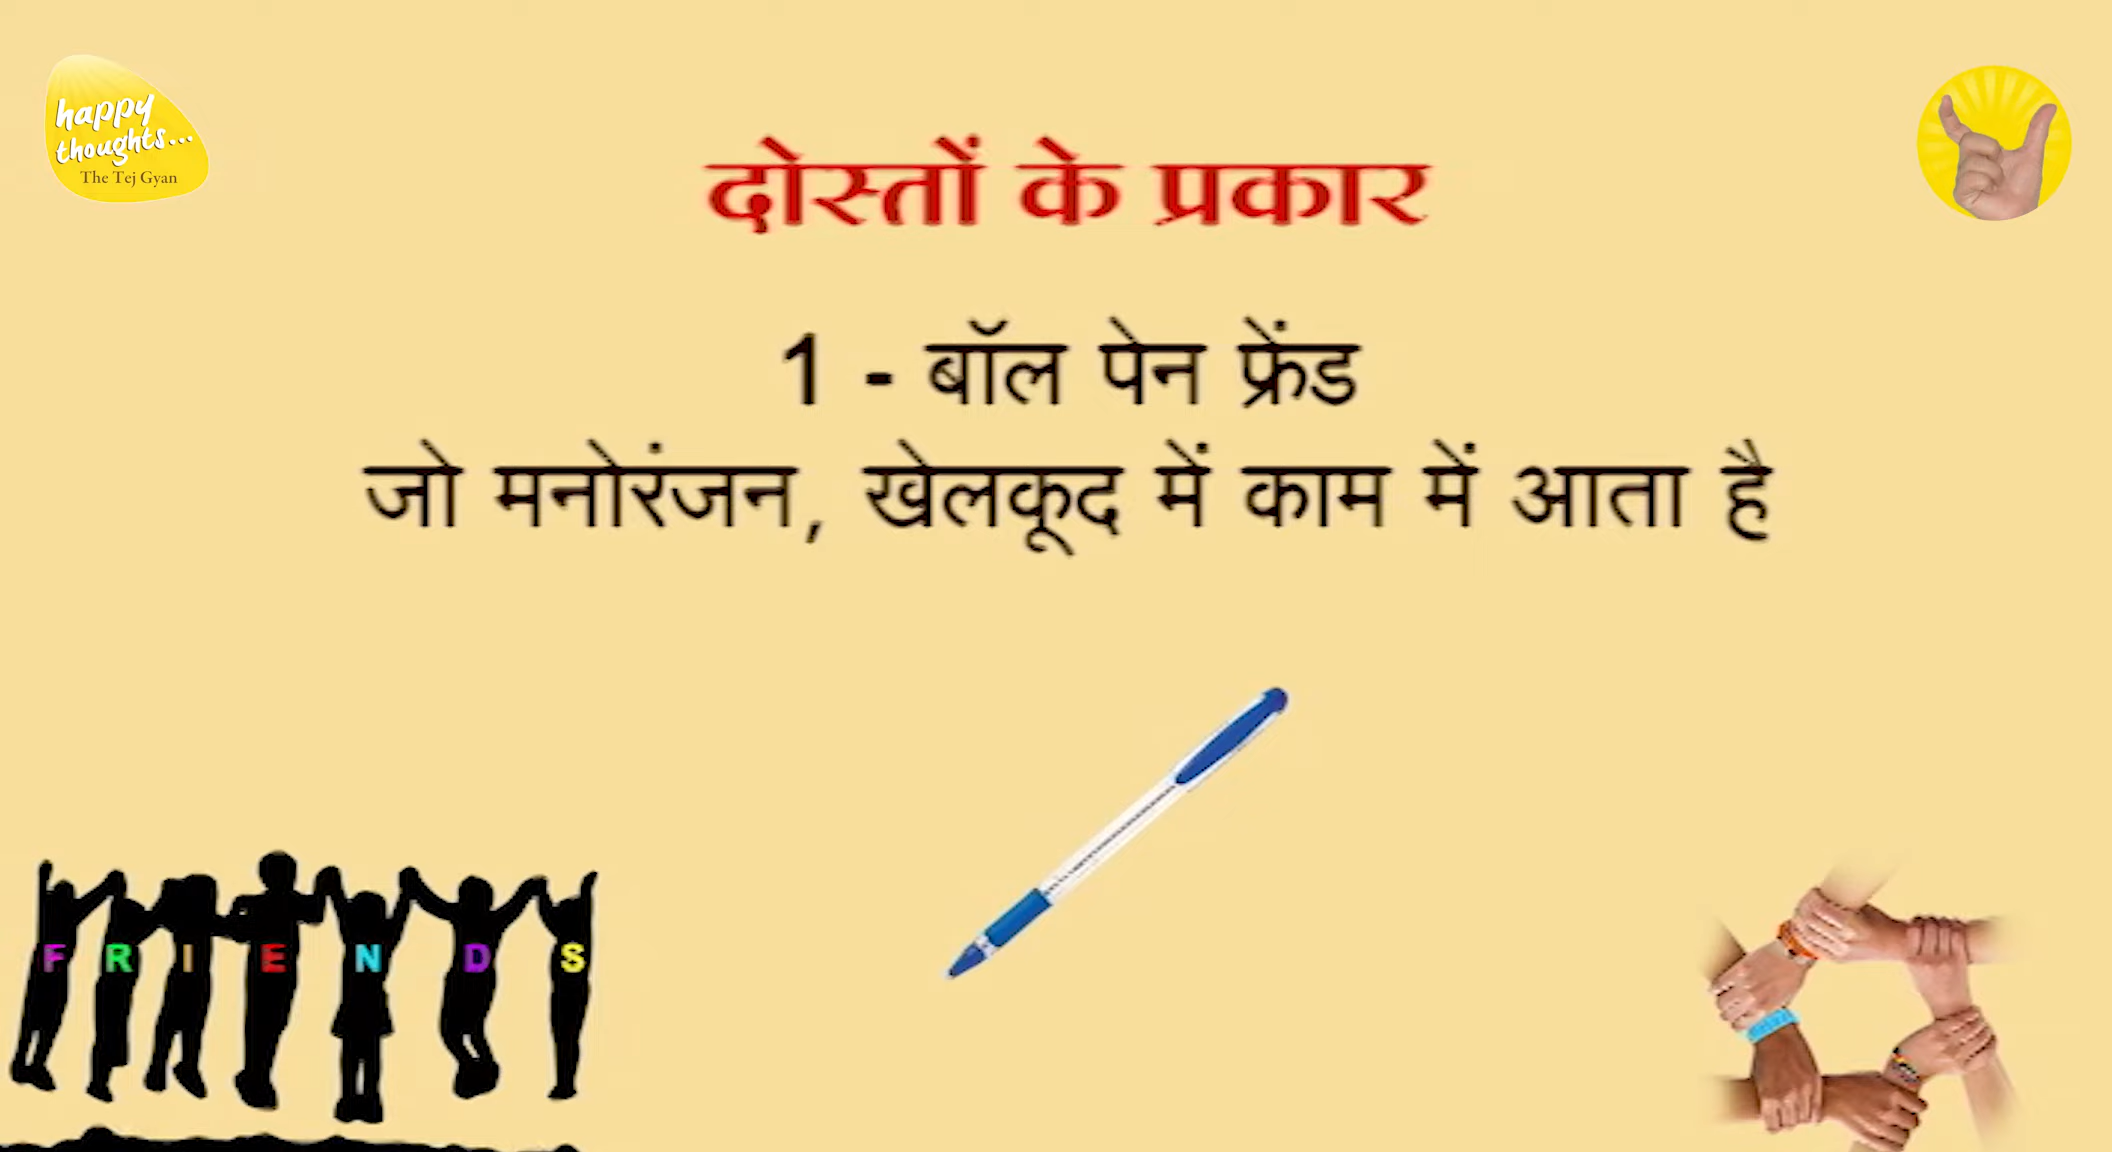 happy
thoughts...
The Tej Gyan
दोस्तों के प्रकार
1 - बॉल पेन फ्रेंड
जो मनोरंजन, खेलकूद में काम में आता है
FRIENDS